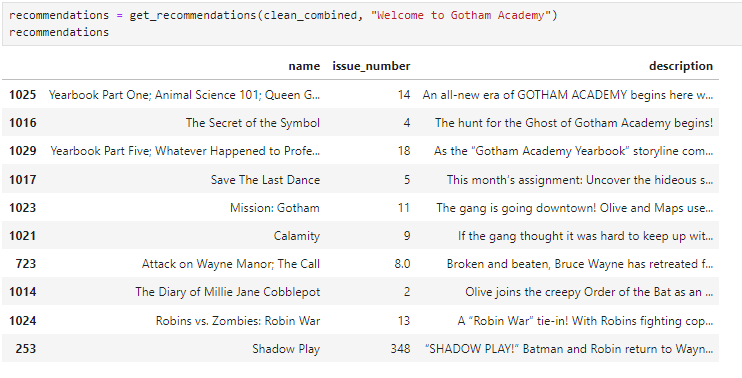 recommendations = get_recommendations(clean_combined, "Welcome to Gotham Academy")
recommendations
name issue_number description
1025 Yearbook Part One; Animal Science 101; Queen G... 14 An all-new era of GOTHAM ACADEMY begins here w...
1016 The Secret of the Symbol 4 The hunt for the Ghost of Gotham Academy begins!
1029 Yearbook Part Five; Whatever Happened to Profe... 18 As the “Gotham Academy Yearbook” storyline com...
1017 Save The Last Dance 5 This month’s assignment: Uncover the hideous s...
1023 Mission: Gotham 11 The gang is going downtown! Olive and Maps use...
1021 Calamity 9 If the gang thought it was hard to keep up wit...
723 Attack on Wayne Manor; The Call 8.0 Broken and beaten, Bruce Wayne has retreated f...
1014 The Diary of Millie Jane Cobblepot 2 Olive joins the creepy Order of the Bat as an ...
1024 Robins vs. Zombies: Robin War 13 A “Robin War” tie-in! With Robins fighting cop...
253 Shadow Play 348 “SHADOW PLAY!” Batman and Robin return to Wayn...